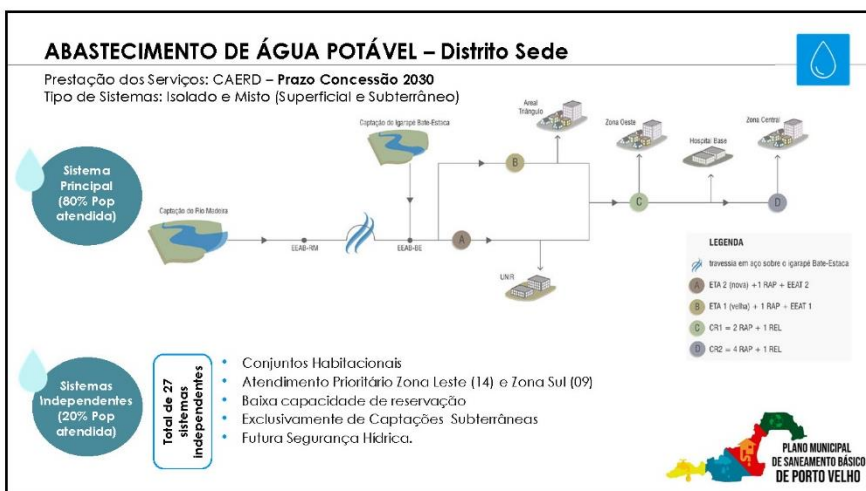 ABASTECIMENTO DE ÁGUA POTÁVEL – Distrito Sede
Prestação dos Serviços: CAERD – Prazo Concessão 2030
Tipo de Sistemas: Isolado e Misto (Superficial e Subterrâneo)
Sistema
Principal
(80% Pop
atendida)
Captação do Rio Madeira
Captação do Igarapé Bate-Estaca
EEAB-RM
EEAB-BE
A
B
Areal
Triângulo
UNIR
Zona Oeste
C
Hospital Base
Zona Central
D
LEGENDA
travessia em aço sobre o igarapé Bate-Estaca
A ETA 2 (nova) +1 RAP + EEAT 2
B ETA 1 (velha) + 1 RAP + EEAT 1
C CR1 = 2 RAP + 1 REL
D CR2 = 4 RAP + 1 REL
Sistemas
Independentes
(20% Pop
atendida)
Total de 27
sistemas
independentes
• Conjuntos Habitacionais
• Atendimento Prioritário Zona Leste (14) e Zona Sul (09)
• Baixa capacidade de reservação
• Exclusivamente de Captações Subterrâneas
• Futura Segurança Hídrica.
PLANO MUNICIPAL
DE SANEAMENTO BÁSICO
DE PORTO VELHO